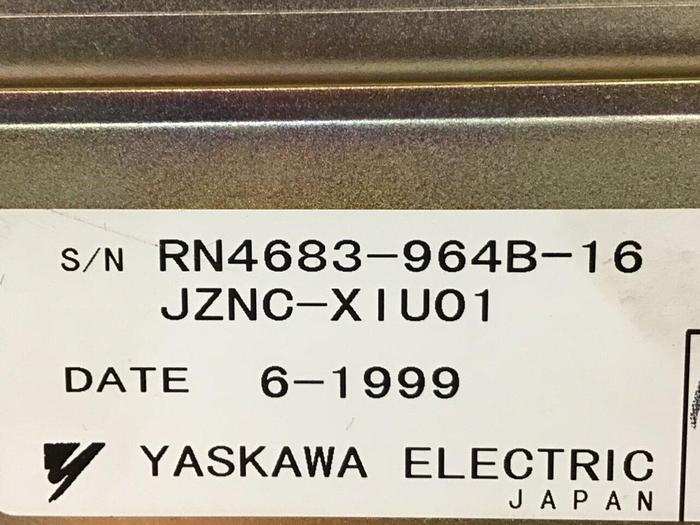 S/N RN4683-964B-16
JZNC-XIU01
DATE 6-1999
YASKAWA ELECTRIC
JAPAN